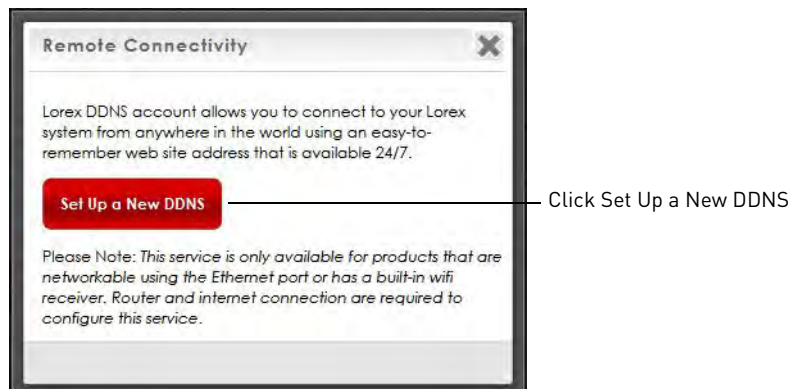 Remote Connectivity
Lorex DDNS account allows you to connect to your Lorex
system from anywhere in the world using an easy-to-
remember web site address that is available 24/7.
Set Up a New DDNS
Click Set Up a New DDNS
Please Note: This service is only available for products that are
networkable using the Ethernet port or has a built-in wifi
receiver. Router and internet connection are required to
configure this service.